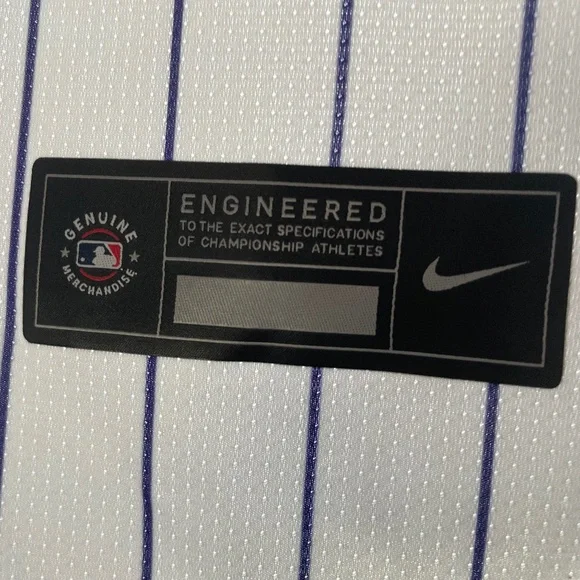 GENUINE
MERCHANDISE
ENGINEERED
TO THE EXACT SPECIFICATIONS
OF CHAMPIONSHIP ATHLETES